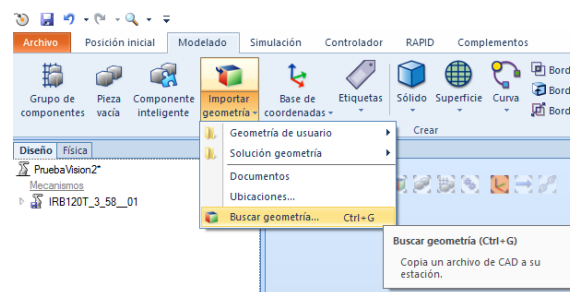 Archivo Posición inicial Modelado Simulación Controlador RAPID Complementos
Grupo de componentes
Pieza vacía
Componente inteligente
Importar geometría
Base de coordenadas
Etiquetas
Sólido
Superficie
Curva
Bord
Bord
Bord
Crear
Geometría de usuario
Solución geometría
Documentos
Ubicaciones...
Buscar geometría... Ctrl+G
Diseño Física
PruebaVision2*
Mecanismos
IRB120T_3_58__01
Buscar geometría (Ctrl+G)
Copia un archivo de CAD a su
estación.